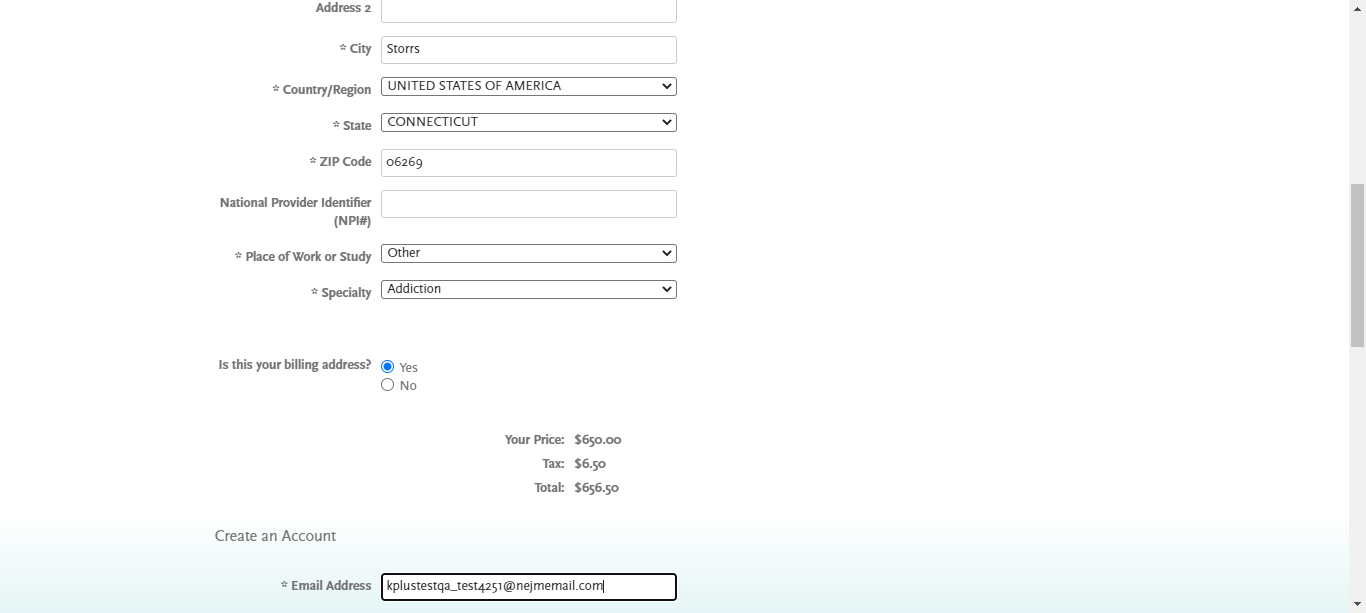 Address 2
* City Storrs
* Country/Region UNITED STATES OF AMERICA
* State CONNECTICUT
* ZIP Code 06269
National Provider Identifier
(NPI#)
* Place of Work or Study Other
* Specialty Addiction
Is this your billing address? Yes
No
Your Price: $650.00
Tax: $6.50
Total: $656.50
Create an Account
* Email Address kplustestqa_test4251@nejmemail.com